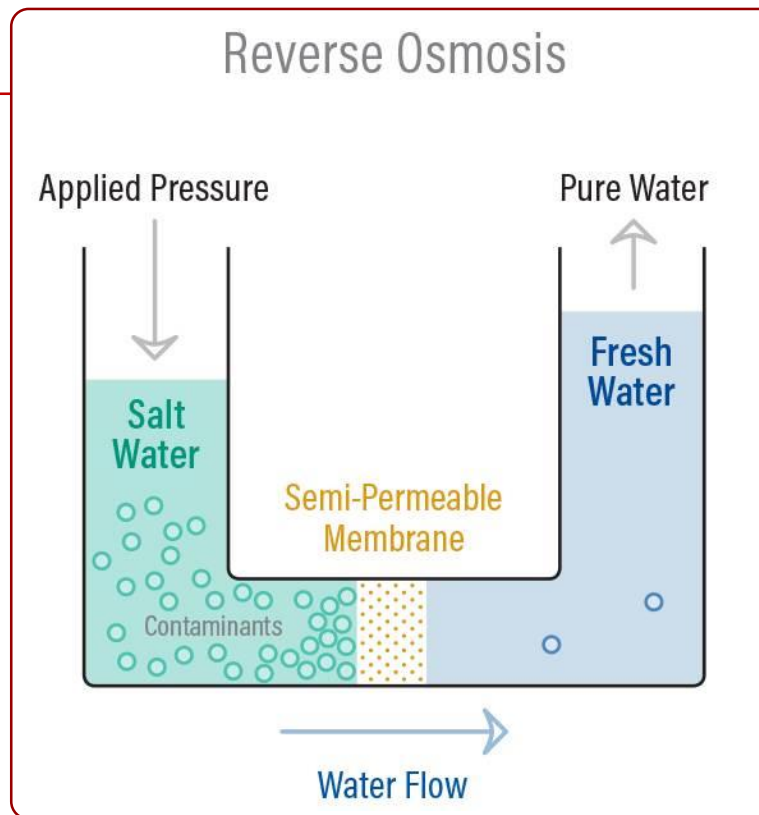 Reverse Osmosis
Applied Pressure
Pure Water
Salt
Water
Fresh
Water
Semi-Permeable
Membrane
Contaminants
Water Flow